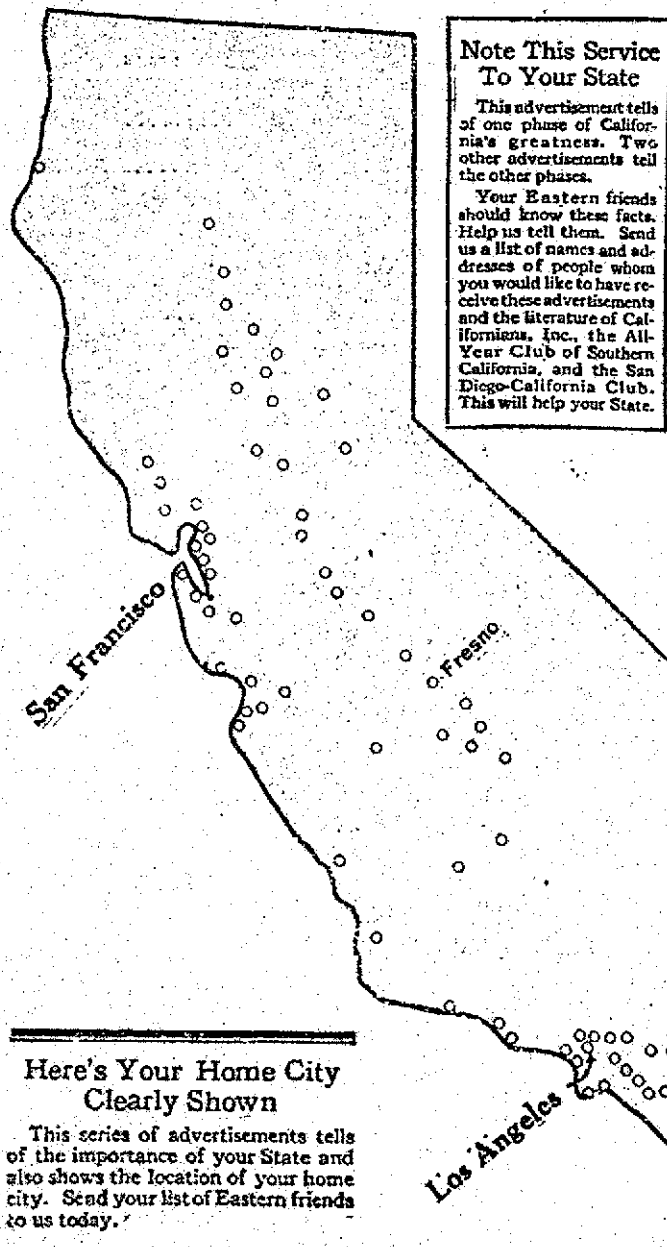 Note This Service
To Your State
This advertisement tells
of one phase of Califor-
nia's greatness. Two
other advertisements tell
the other phases.
Your Eastern friends
should know these facts.
Help us tell them. Send
us a list of names and ad-
dresses of people whom
you would like to have re-
ceive these advertisements
and the literature of Cal-
ifornians, Inc., the All-
Year Club of Southern
California, and the San
Diego-California Club.
This will help your State.
San Francisco
Fresno
Los Angeles
Here's Your Home City
Clearly Shown
This series of advertisements tells
of the importance of your State and
also shows the location of your home
city. Send your list of Eastern friends
to us today.